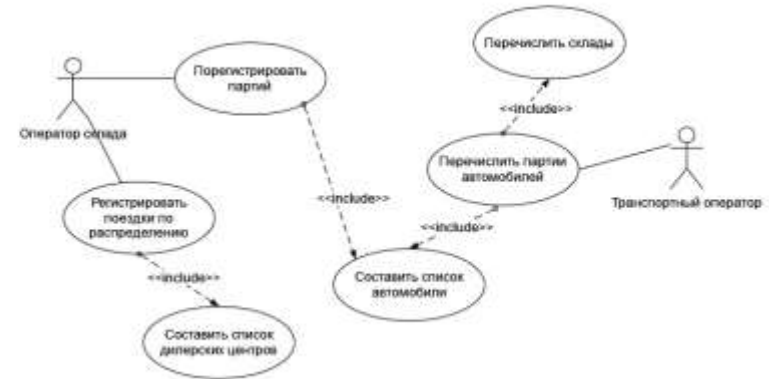 Перечислить склады
Порегистрировать
партий
<<include>>
Оператор склада
Перечислить партии
автомобилей
Транспортный оператор
<<include>>
Регистрировать
поездки по
распределению
<<include>>
<<include>>
Составить список
автомобили
Составить список
дилерских центров